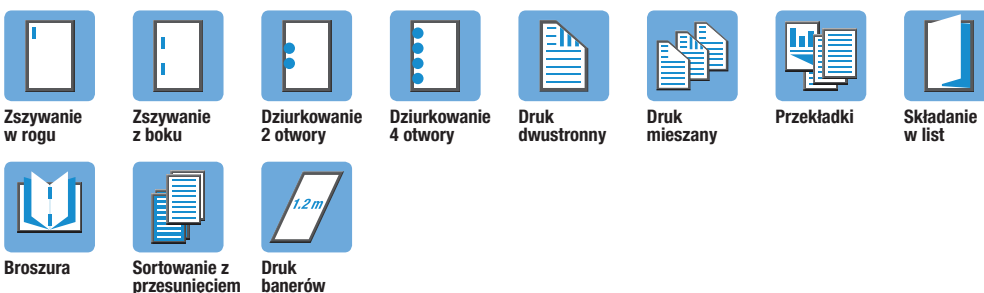 Zszywanie
w rogu
Zszywanie
z boku
Dziurkowanie
2 otwory
Dziurkowanie
4 otwory
Druk
dwustronny
Druk
mieszany
Przekładki
Składanie
w list
1.2 m
Broszura
Sortowanie z
przesunięciem
Druk
banerów